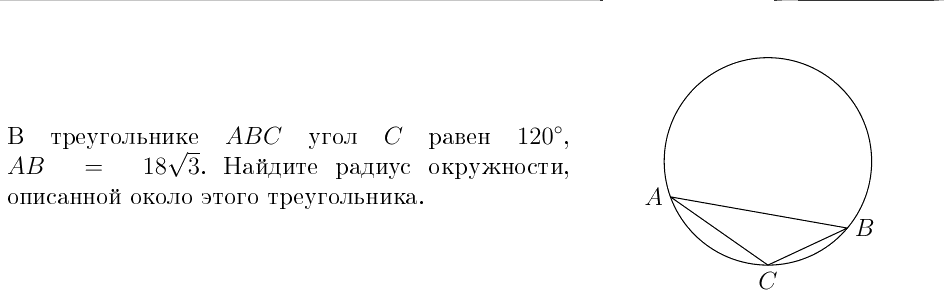 В треугольнике ABC угол C равен 120°,
AB = 18√3. Найдите радиус окружности,
описанной около этого треугольника.
A
B
C